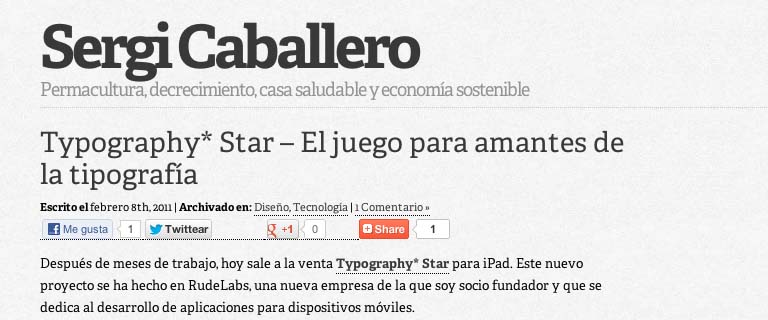 Sergi Caballero
Permacultura, decrecimiento, casa saludable y economía sostenible
Typography* Star – El juego para amantes de
la tipografía
Escrito el febrero 8th, 2011 | Archivado en: Diseño, Tecnología | 1 Comentario »
Me gusta 1 Twittear +1 0 Share 1
Después de meses de trabajo, hoy sale a la venta Typography* Star para iPad. Este nuevo
proyecto se ha hecho en RudeLabs, una nueva empresa de la que soy socio fundador y que se
dedica al desarrollo de aplicaciones para dispositivos móviles.